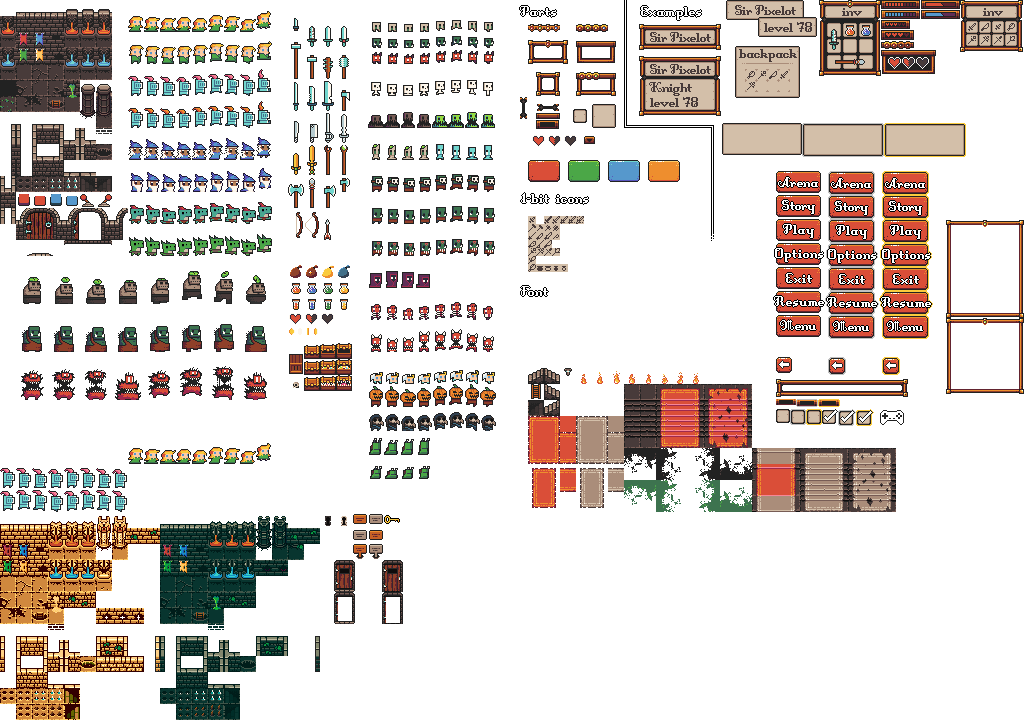 Parts
Examples
Sir Pixelot
Sir Pixelot
Knight
level 78
Sir Pixelot
level 78
backpack
inv
inv
1-bit icons
Font
Arena Arena Arena
Story Story Story
Play Play Play
Options Options Options
Exit Exit Exit
Resume Resume Resume
Menu Menu Menu